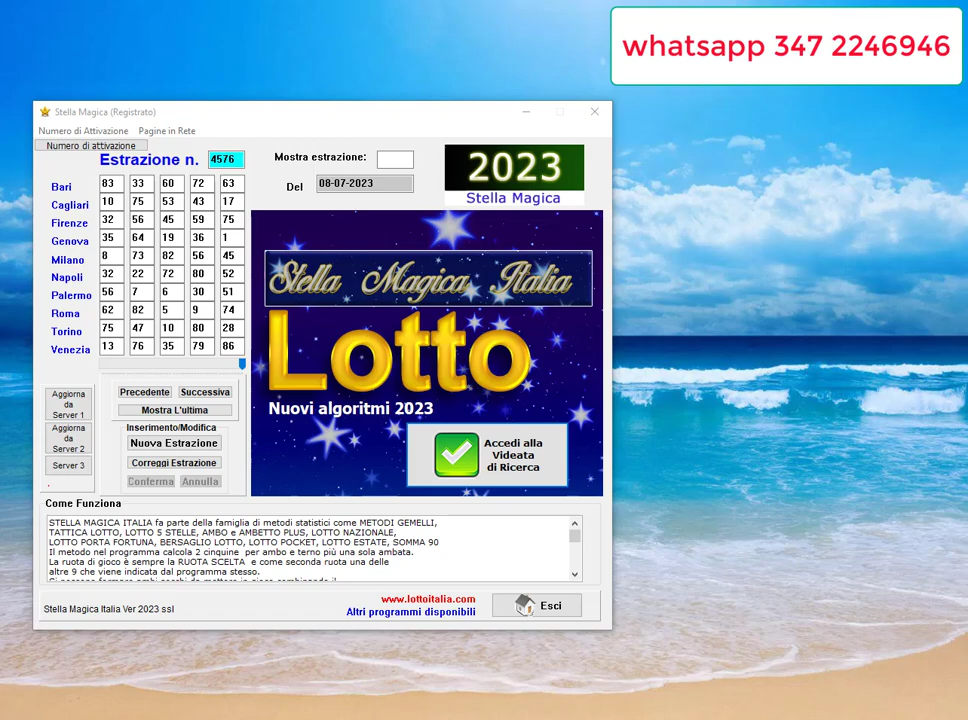 whatsapp 347 2246946
Stella Magica (Registrato)
Numero di Attivazione Pagine in Rete
Numero di attivazione
Estrazione n. 4576
Mostra estrazione:
Del 08-07-2023
2023
Stella Magica
Bari 83 33 60 72 63
Cagliari 10 75 53 43 17
Firenze 32 56 45 59 75
Genova 35 64 19 36 1
Milano 8 73 82 56 45
Napoli 32 22 72 80 52
Palermo 56 7 6 30 51
Roma 62 82 5 9 74
Torino 75 47 10 80 28
Venezia 13 76 35 79 86
Stella Magica Italia
Lotto
Nuovi algoritmi 2023
Accedi alla
Videata
di Ricerca
Aggiorna
da
Server 1
Aggiorna
da
Server 2
Server 3
Precedente Successiva
Mostra L'ultima
Inserimento/Modifica
Nuova Estrazione
Correggi Estrazione
Conferma Annulla
Come Funziona
STELLA MAGICA ITALIA fa parte della famiglia di metodi statistici come METODI GEMELLI,
TATTICA LOTTO, LOTTO 5 STELLE, AMBO e AMBETTO PLUS, LOTTO NAZIONALE,
LOTTO PORTA FORTUNA, BERSAGLIO LOTTO, LOTTO POCKET, LOTTO ESTATE, SOMMA 90
Il metodo nel programma calcola 2 cinquine per ambo e terno più una sola ambata.
La ruota di gioco è sempre la RUOTA SCELTA e come seconda ruota una delle
altre 9 che viene indicata dal programma stesso.
Stella Magica Italia Ver 2023 ssl
www.lottoitalia.com
Altri programmi disponibili
Esci